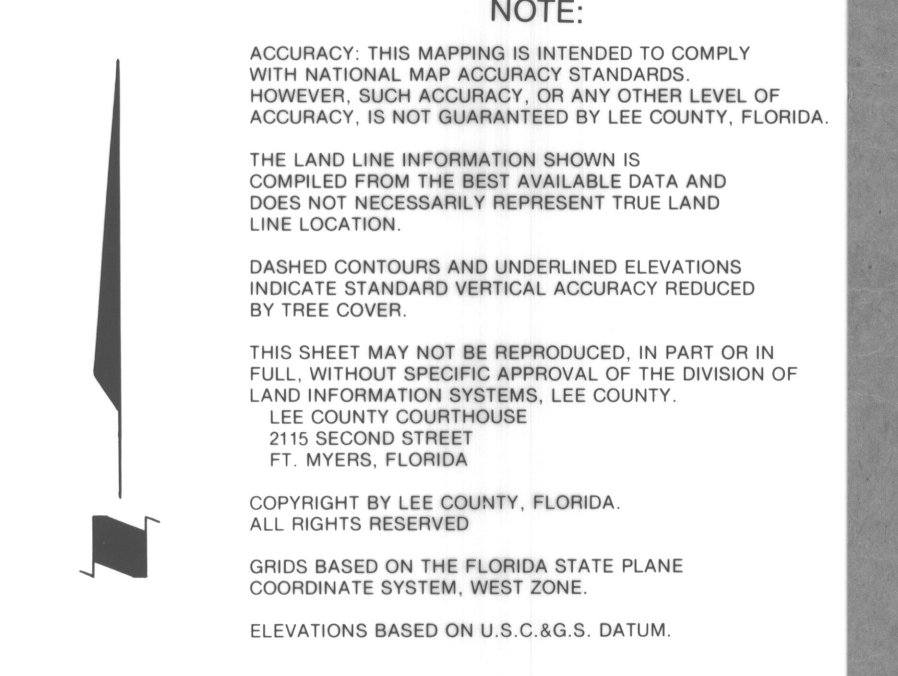 NOTE:
ACCURACY: THIS MAPPING IS INTENDED TO COMPLY
WITH NATIONAL MAP ACCURACY STANDARDS.
HOWEVER, SUCH ACCURACY, OR ANY OTHER LEVEL OF
ACCURACY, IS NOT GUARANTEED BY LEE COUNTY, FLORIDA.
THE LAND LINE INFORMATION SHOWN IS
COMPILED FROM THE BEST AVAILABLE DATA AND
DOES NOT NECESSARILY REPRESENT TRUE LAND
LINE LOCATION.
DASHED CONTOURS AND UNDERLINED ELEVATIONS
INDICATE STANDARD VERTICAL ACCURACY REDUCED
BY TREE COVER.
THIS SHEET MAY NOT BE REPRODUCED, IN PART OR IN
FULL, WITHOUT SPECIFIC APPROVAL OF THE DIVISION OF
LAND INFORMATION SYSTEMS, LEE COUNTY.
LEE COUNTY COURTHOUSE
2115 SECOND STREET
FT. MYERS, FLORIDA
COPYRIGHT BY LEE COUNTY, FLORIDA.
ALL RIGHTS RESERVED
GRIDS BASED ON THE FLORIDA STATE PLANE
COORDINATE SYSTEM, WEST ZONE.
ELEVATIONS BASED ON U.S.C.&G.S. DATUM.